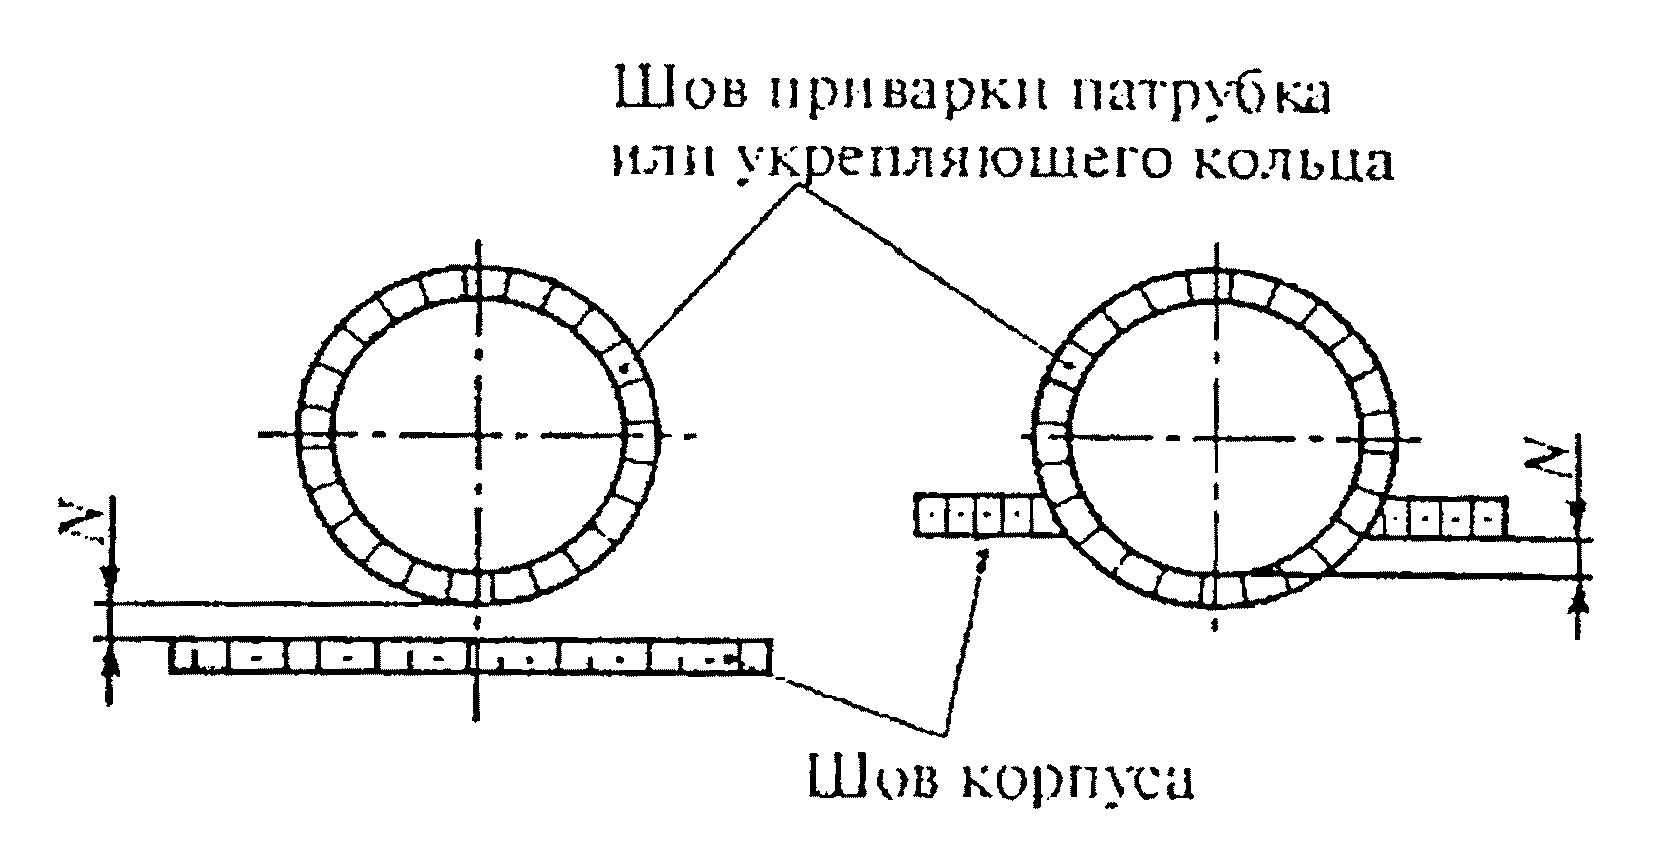 Шов приварки патрубка
или укрепляющего кольца
N
N
Шов корпуса